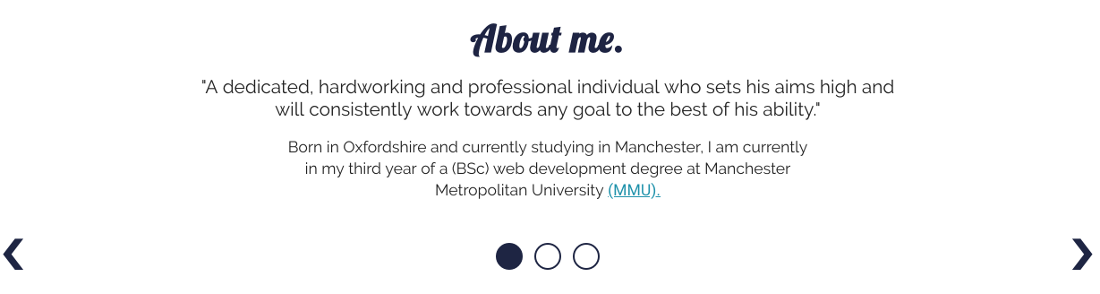 About me.
"A dedicated, hardworking and professional individual who sets his aims high and
will consistently work towards any goal to the best of his ability."
Born in Oxfordshire and currently studying in Manchester, I am currently
in my third year of a (BSc) web development degree at Manchester
Metropolitan University (MMU).